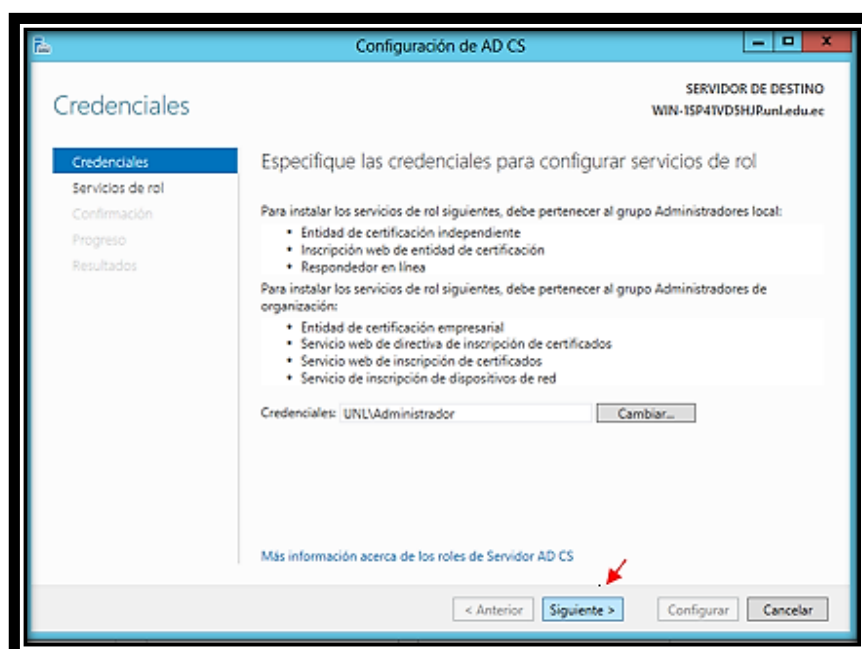 Configuración de AD CS
Credenciales
SERVIDOR DE DESTINO
WIN-1SP41VD5HJP.unl.edu.ec
Credenciales
Servicios de rol
Confirmación
Progreso
Resultados
Especifique las credenciales para configurar servicios de rol
Para instalar los servicios de rol siguientes, debe pertenecer al grupo Administradores local:
• Entidad de certificación independiente
• Inscripción web de entidad de certificación
• Respondedor en línea
Para instalar los servicios de rol siguientes, debe pertenecer al grupo Administradores de
organización:
• Entidad de certificación empresarial
• Servicio web de directiva de inscripción de certificados
• Servicio web de inscripción de certificados
• Servicio de inscripción de dispositivos de red
Credenciales: UNL\Administrador Cambiar...
Más información acerca de los roles de Servidor AD CS
< Anterior Siguiente > Configurar Cancelar